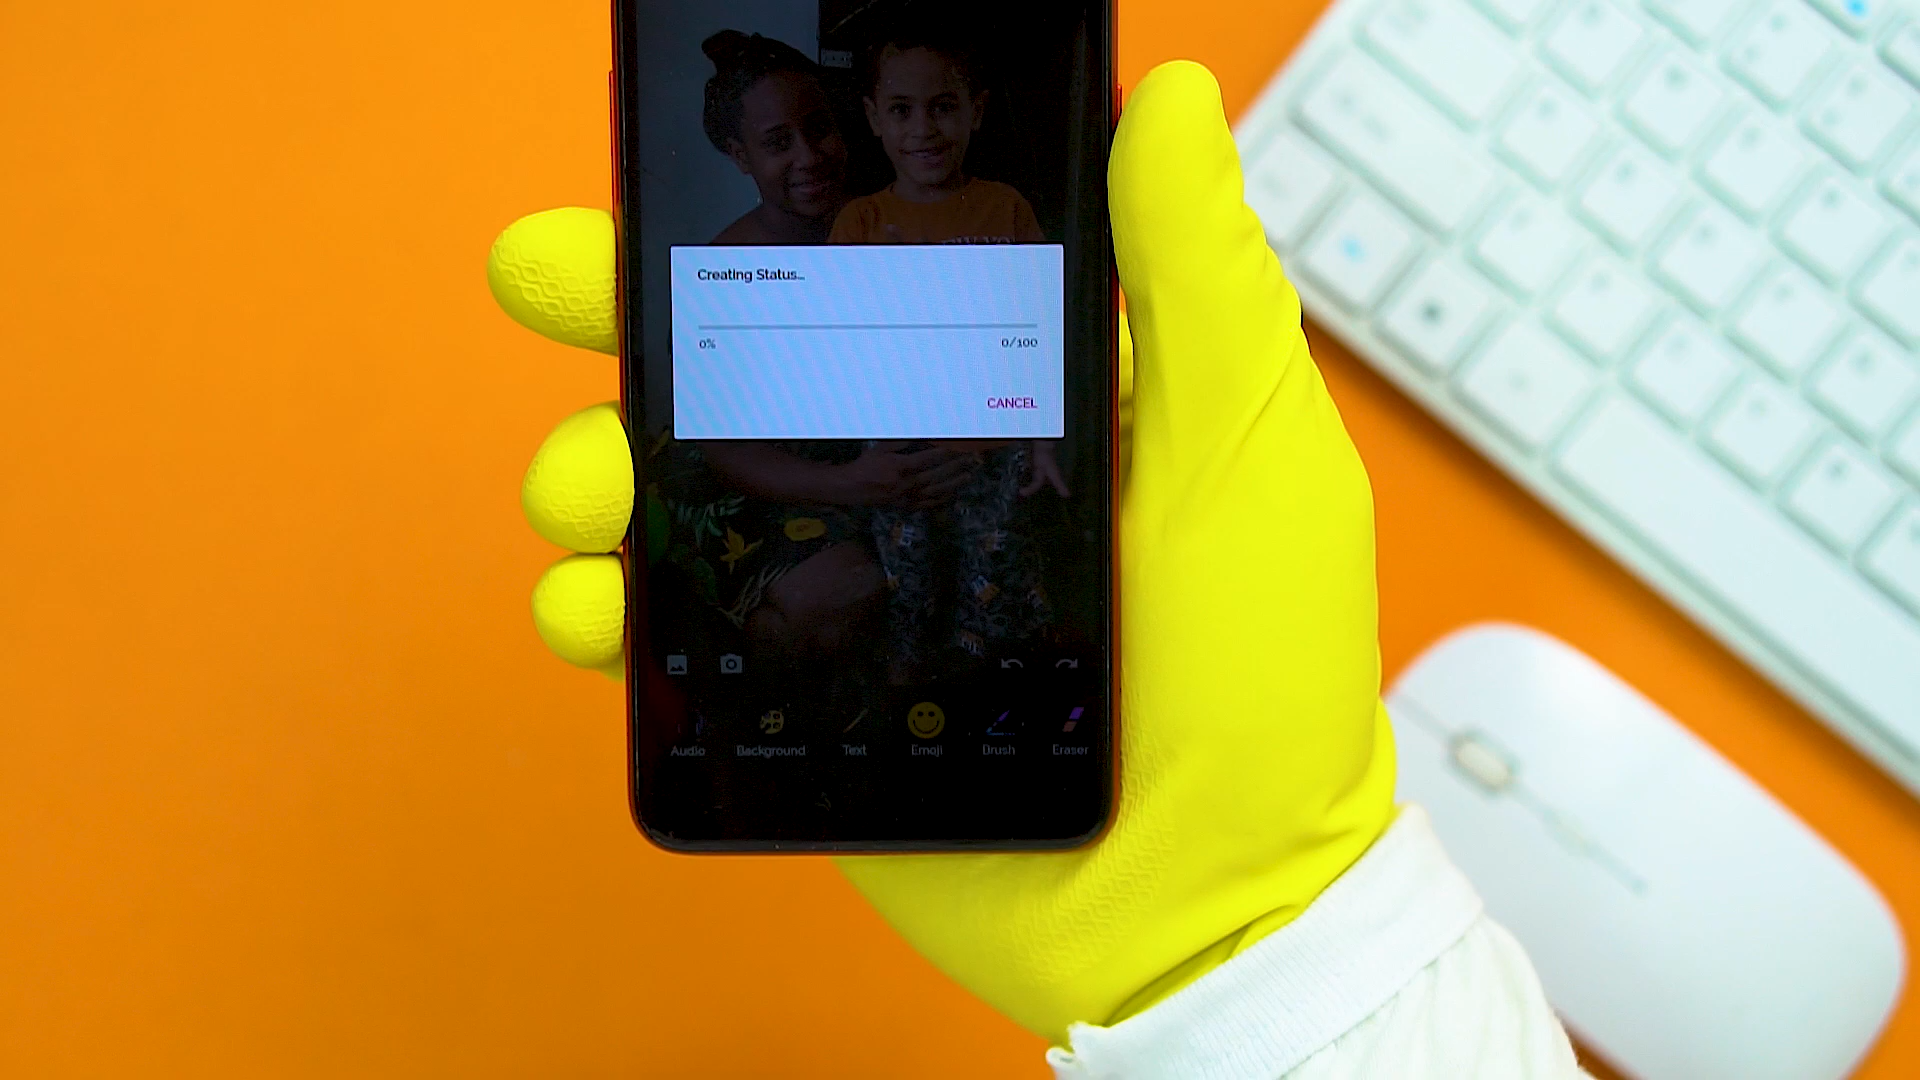 Creating Status...
0%
0/100
CANCEL
Audio
Background
Text
Emoji
Brush
Eraser